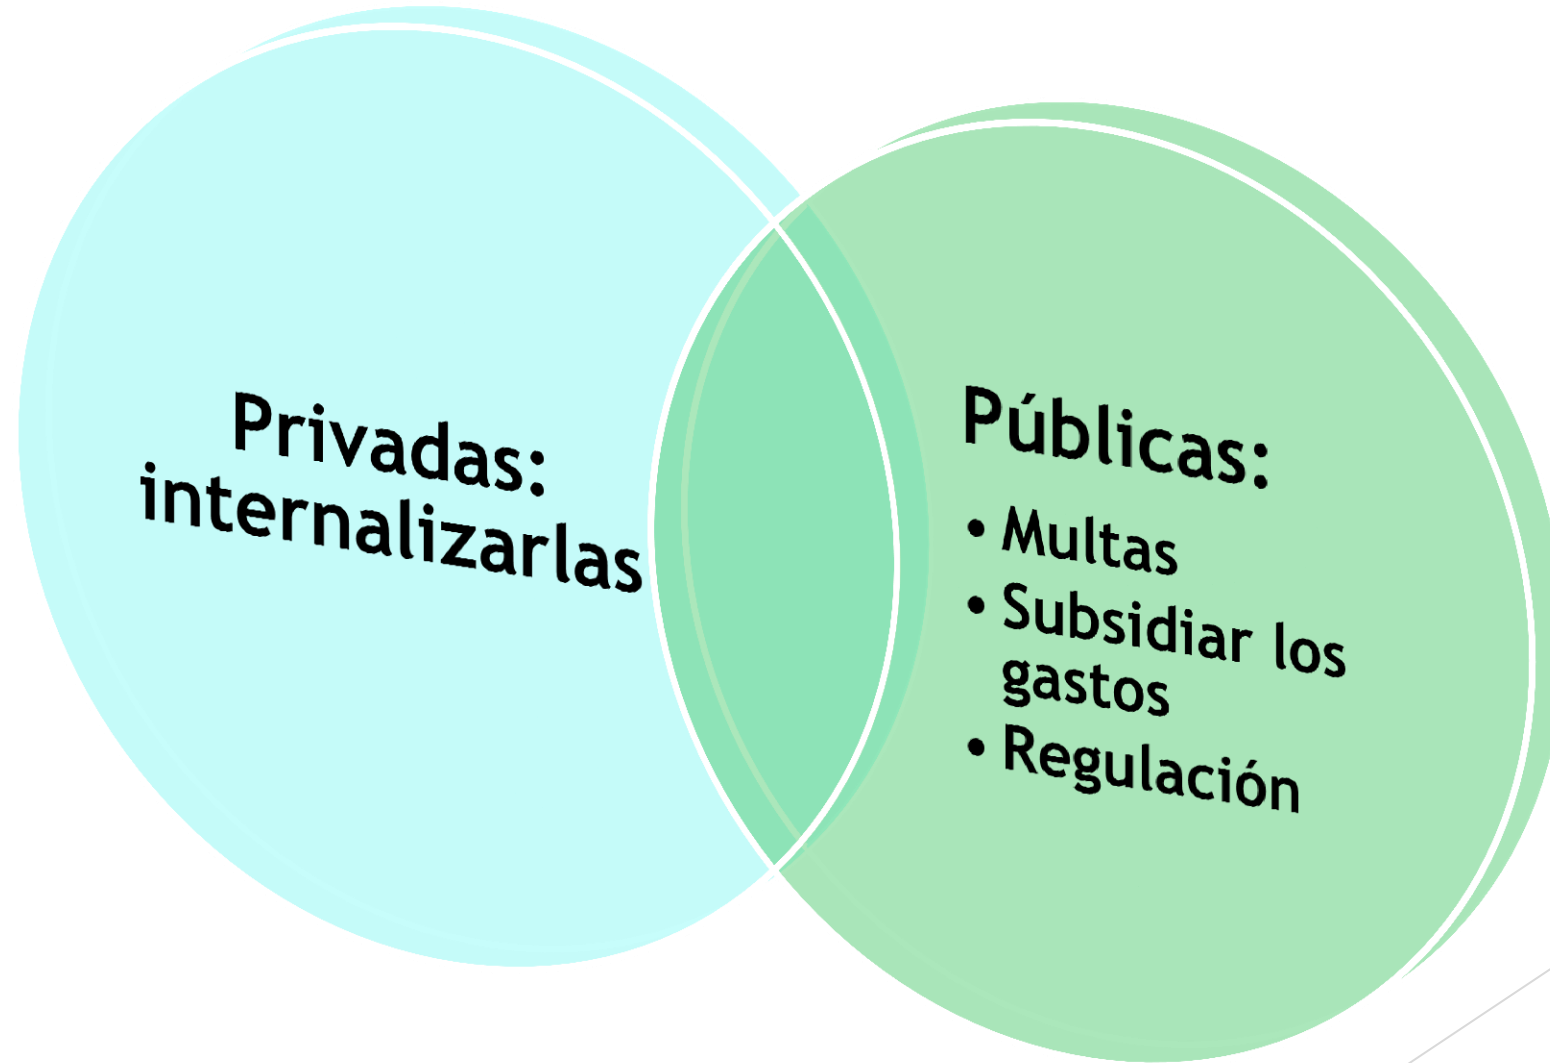 Privadas:
internalizarlas
Públicas:
• Multas
• Subsidiar los
gastos
• Regulación